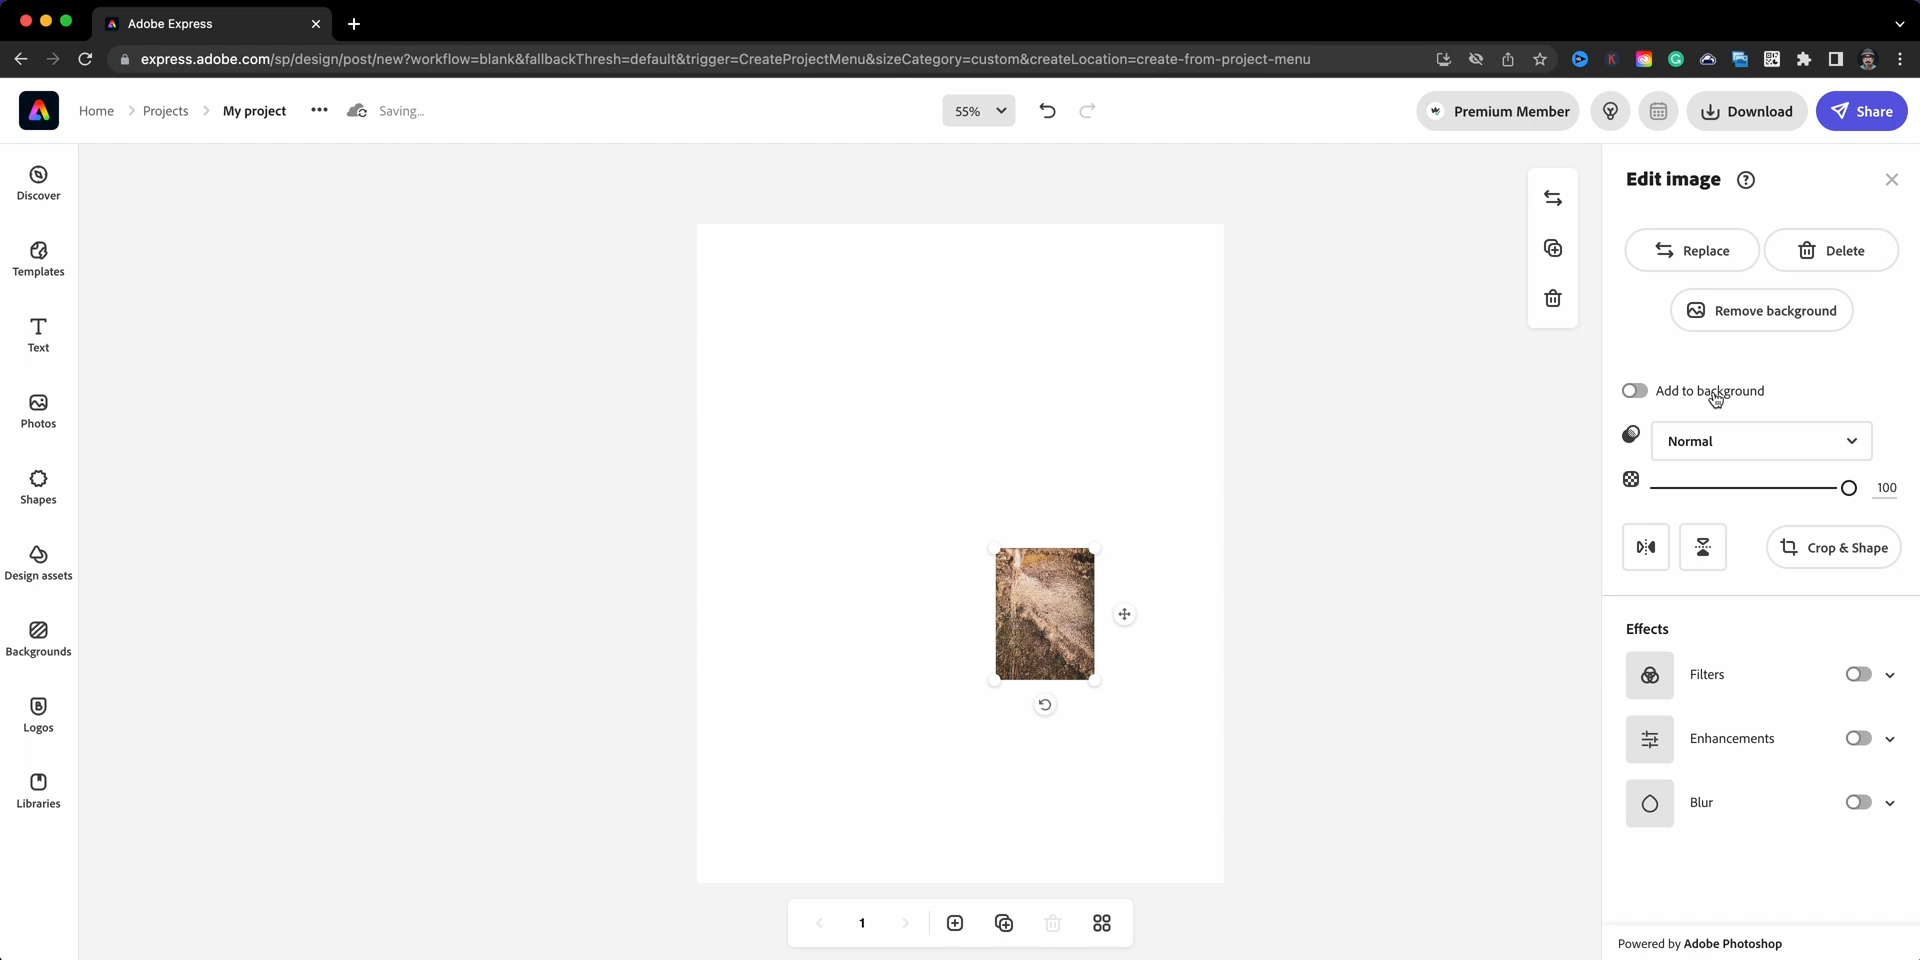 Adobe Express
express.adobe.com/sp/design/post/new?workflow=blank&fallbackThresh=default&trigger=CreateProjectMenu&sizeCategory=custom&createLocation=create-from-project-menu
Home Projects My project ••• Saving...
55%
Premium Member
Download
Share
Discover
Templates
Text
Photos
Shapes
Design assets
Backgrounds
Logos
Libraries
1
Edit image
Replace
Delete
Remove background
Add to background
Normal
100
Crop & Shape
Effects
Filters
Enhancements
Blur
Powered by Adobe Photoshop